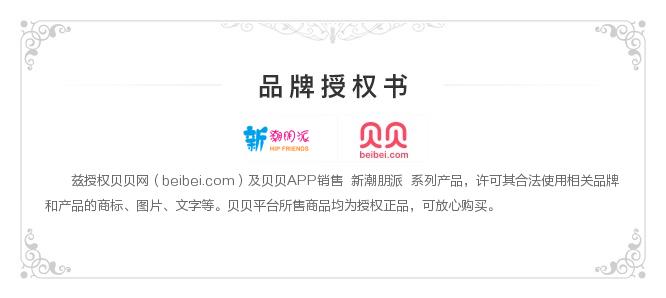 品牌授权书
新潮朋派 贝贝
HIP FRIENDS beibei.com
兹授权贝贝网（beibei.com）及贝贝APP销售 新潮朋派 系列产品，许可其合法使用相关品牌
和产品的商标、图片、文字等。贝贝平台所售商品均为授权正品，可放心购买。